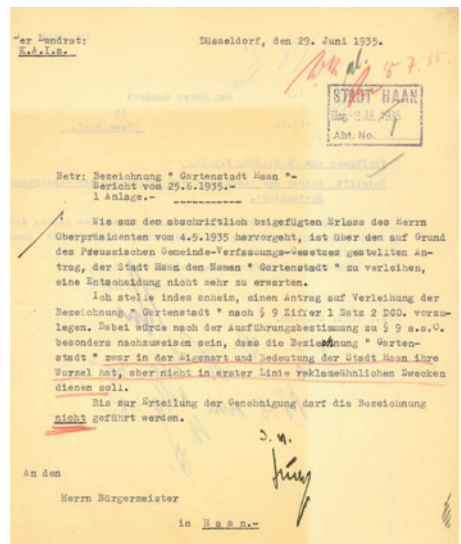 Der Landrat:
K.A.I.a.
Düsseldorf, den 29. Juni 1935.
STADT HAAN
Abt. No.
Betr: Bezeichnung " Gartenstadt Haan "-
Bericht vom 25.6.1935.-
1 Anlage.-
Wie aus dem abschriftlich beigefügten Erlass des Herrn
Oberpräsidenten vom 4.5.1935 hervorgeht, ist über den auf Grund
des Preussischen Gemeinde-Verfassungs-Gesetzes gestellten An-
trag, der Stadt Haan den Namen " Gartenstadt " zu verleihen,
eine Entscheidung nicht mehr zu erwarten.
Ich stelle indes anheim, einen Antrag auf Verleihung der
Bezeichnung " Gartenstadt " nach § 9 Ziffer 1 Satz 2 DGO. vorzu-
legen. Dabei würde nach der Ausführungsbestimmung zu § 9 a.a.O.
besonders nachzuweisen sein, dass die "Garten-
stadt " zwar in der Eigenart und Bedeutung der Stadt Haan ihre
Wurzel hat, aber nicht in erster Linie reklameähnlichen Zwecken
dienen soll.
Bis zur Erteilung der Genehmigung darf die Bezeichnung
nicht geführt werden.
An den
Herrn Bürgermeister
in Haan.-